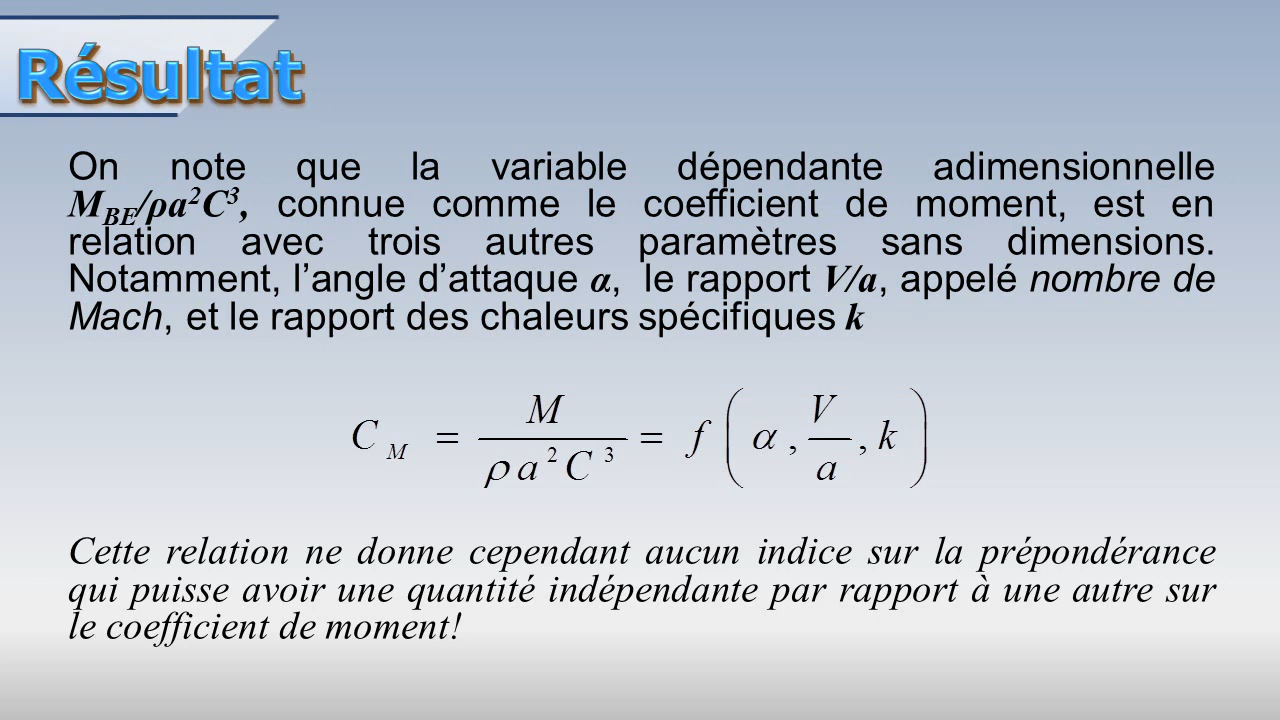 Résultat
On note que la variable dépendante adimensionnelle
M_BE/ρa²C³, connue comme le coefficient de moment, est en
relation avec trois autres paramètres sans dimensions.
Notamment, l’angle d’attaque α, le rapport V/a, appelé nombre de
Mach, et le rapport des chaleurs spécifiques k
C_M = M / (ρ a² C³) = f(α, V/a, k)
Cette relation ne donne cependant aucun indice sur la prépondérance
qui puisse avoir une quantité indépendante par rapport à une autre sur
le coefficient de moment!